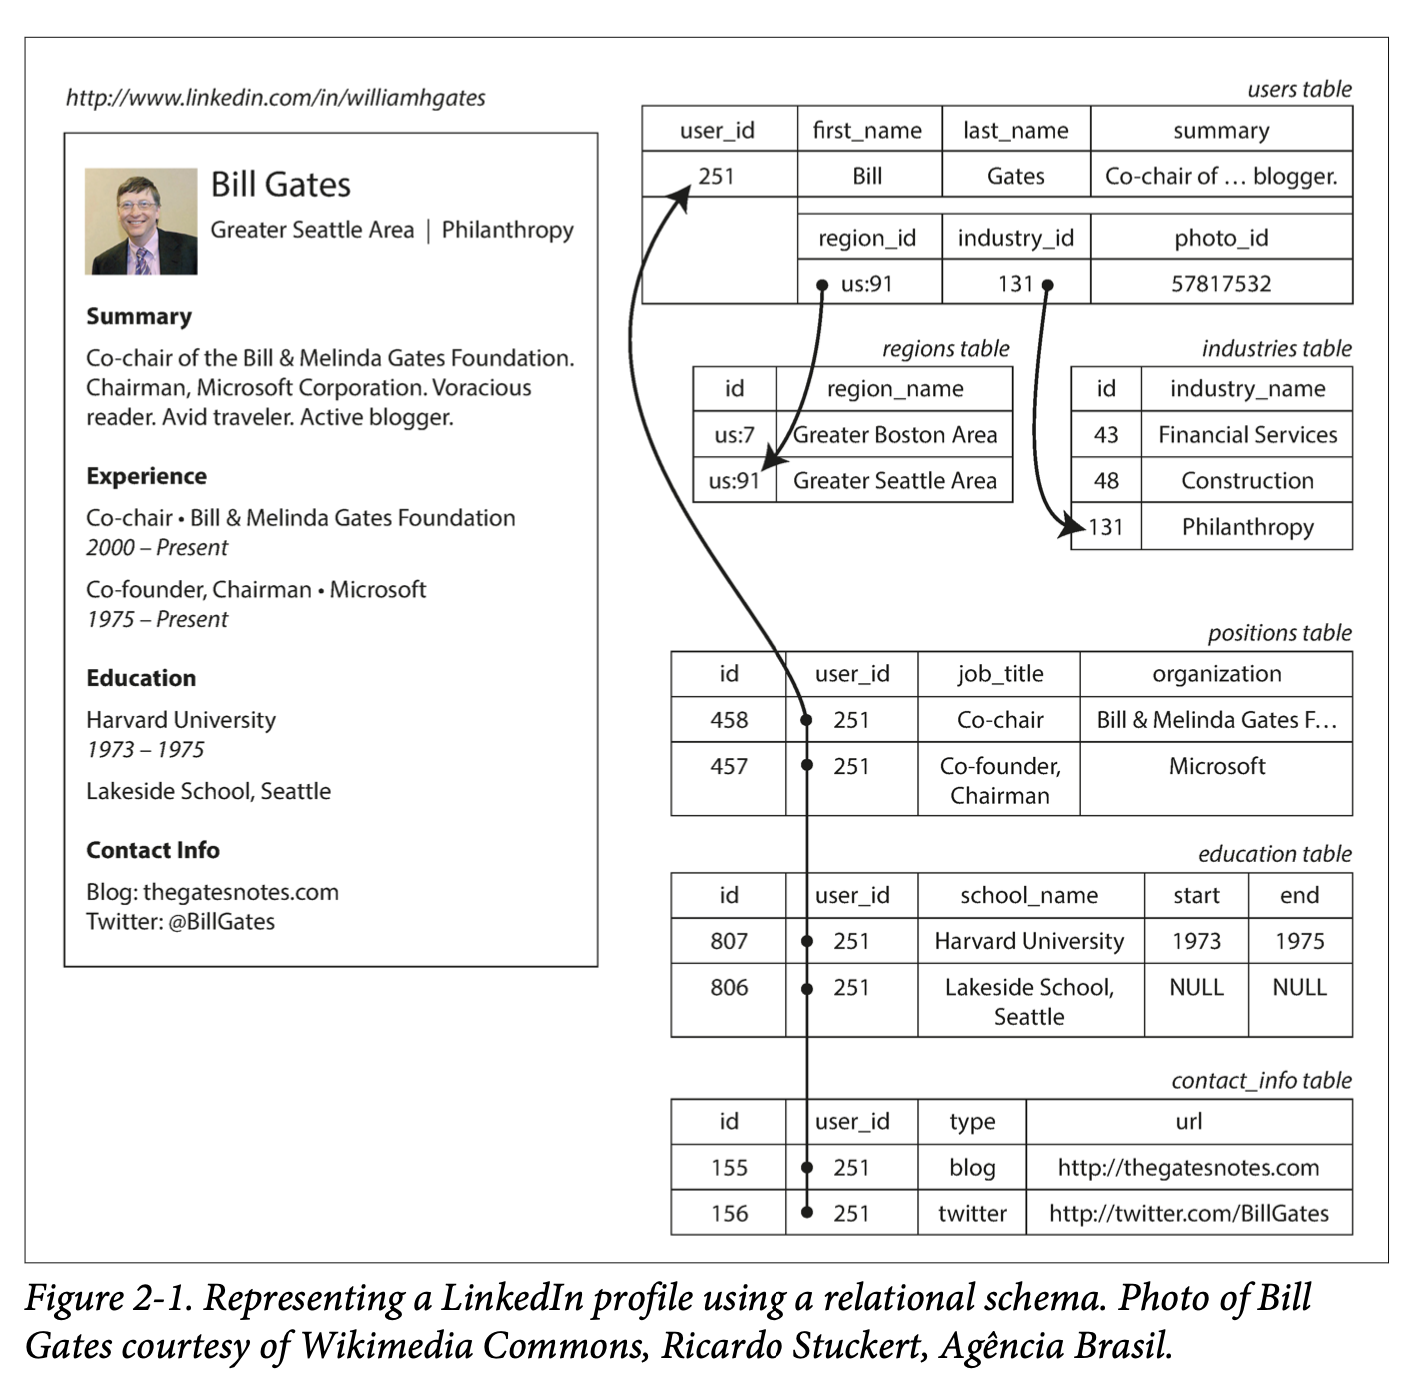 http://www.linkedin.com/in/williamhgates
Bill Gates
Greater Seattle Area | Philanthropy
Summary
Co-chair of the Bill & Melinda Gates Foundation.
Chairman, Microsoft Corporation. Voracious
reader. Avid traveler. Active blogger.
Experience
Co-chair • Bill & Melinda Gates Foundation
2000 – Present
Co-founder, Chairman • Microsoft
1975 – Present
Education
Harvard University
1973 – 1975
Lakeside School, Seattle
Contact Info
Blog: thegatesnotes.com
Twitter: @BillGates
users table
user_id first_name last_name summary
251 Bill Gates Co-chair of … blogger.
region_id industry_id photo_id
us:91 131 57817532
regions table
id region_name
us:7 Greater Boston Area
us:91 Greater Seattle Area
industries table
id industry_name
43 Financial Services
48 Construction
131 Philanthropy
positions table
id user_id job_title organization
458 251 Co-chair Bill & Melinda Gates F…
457 251 Co-founder, Microsoft
Chairman
education table
id user_id school_name start end
807 251 Harvard University 1973 1975
806 251 Lakeside School, NULL NULL
Seattle
contact_info table
id user_id type url
155 251 blog http://thegatesnotes.com
156 251 twitter http://twitter.com/BillGates
Figure 2-1. Representing a LinkedIn profile using a relational schema. Photo of Bill
Gates courtesy of Wikimedia Commons, Ricardo Stuckert, Agência Brasil.